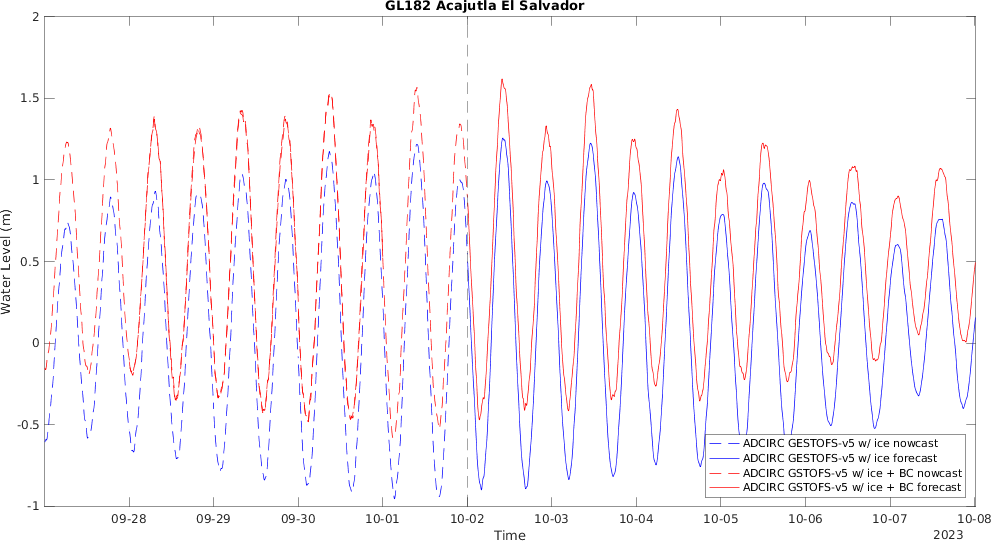 GL182 Acajutla El Salvador
2
1.5
1
0.5
0
-0.5
-1
Water Level (m)
09-28 09-29 09-30 10-01 10-02 10-03 10-04 10-05 10-06 10-07 10-08
Time
2023
ADCIRC GESTOFS-v5 w/ ice nowcast
ADCIRC GESTOFS-v5 w/ ice forecast
ADCIRC GSTOFS-v5 w/ ice + BC nowcast
ADCIRC GSTOFS-v5 w/ ice + BC forecast